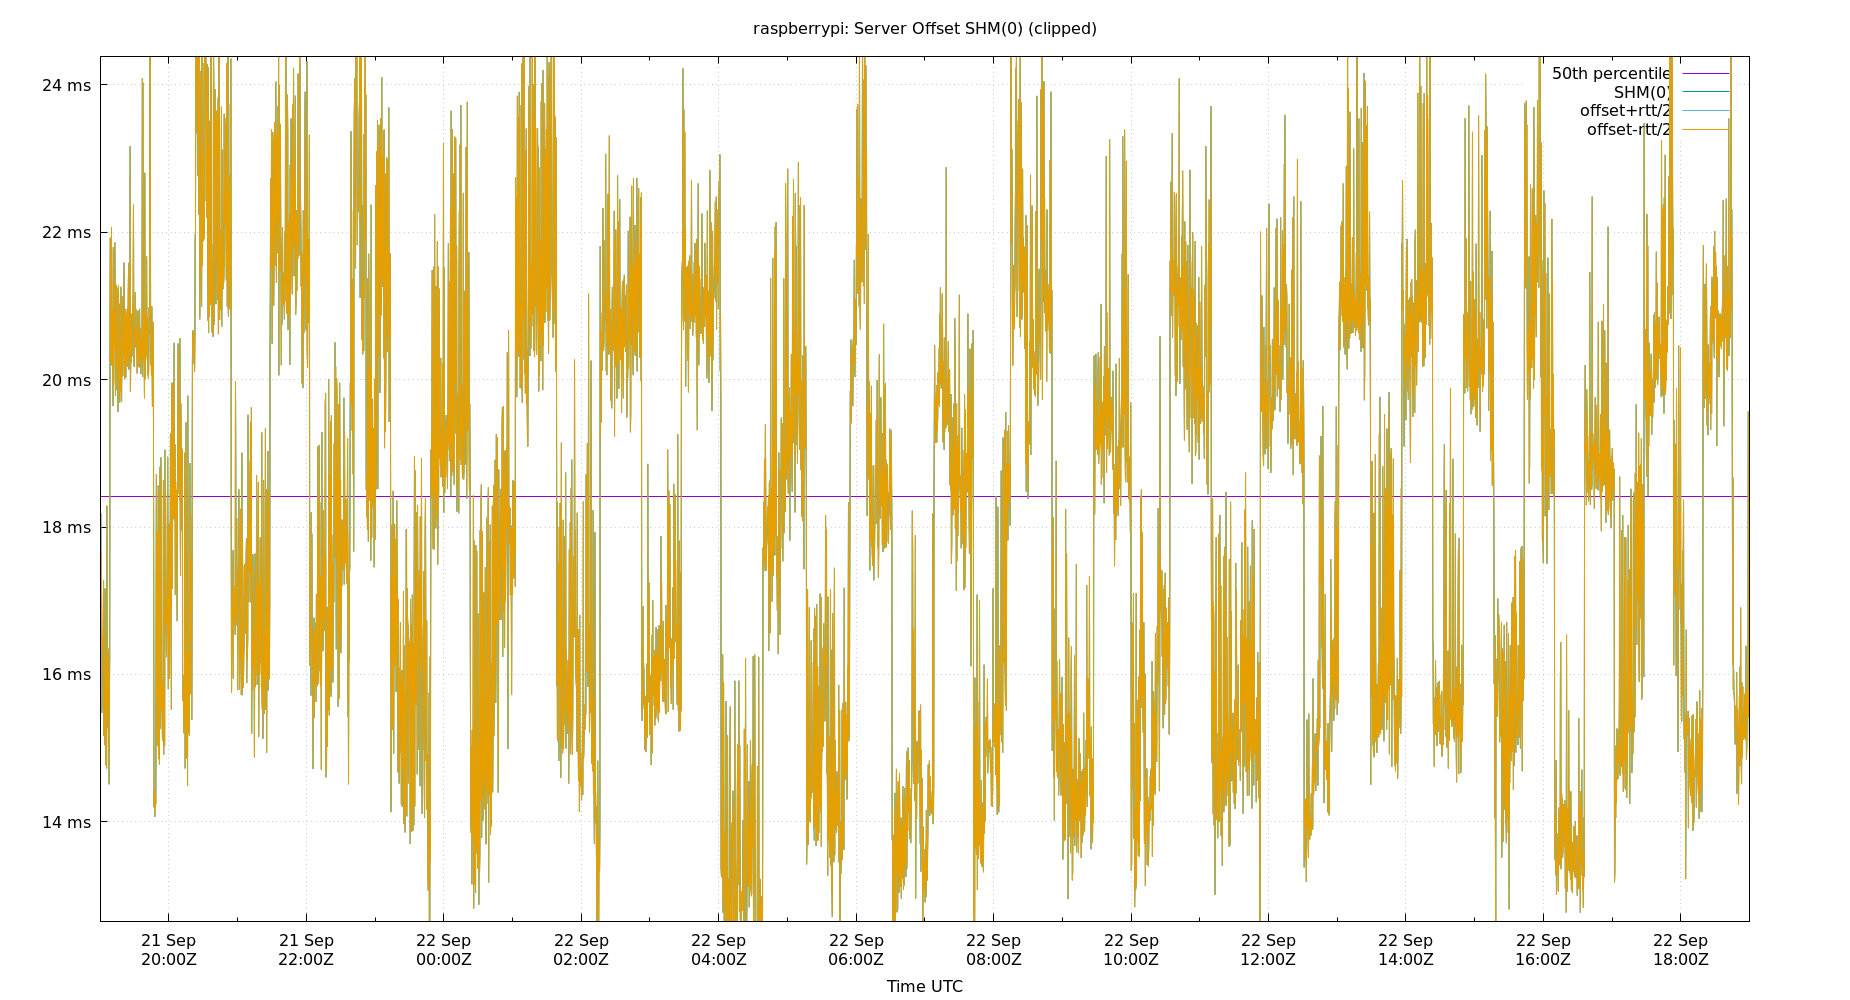 raspberrypi: Server Offset SHM(0) (clipped)
50th percentile
SHM(0)
offset+rtt/2
offset-rtt/2
24 ms
22 ms
20 ms
18 ms
16 ms
14 ms
21 Sep 21 Sep 22 Sep 22 Sep 22 Sep 22 Sep 22 Sep 22 Sep 22 Sep 22 Sep 22 Sep 22 Sep
20:00Z 22:00Z 00:00Z 02:00Z 04:00Z 06:00Z 08:00Z 10:00Z 12:00Z 14:00Z 16:00Z 18:00Z
Time UTC